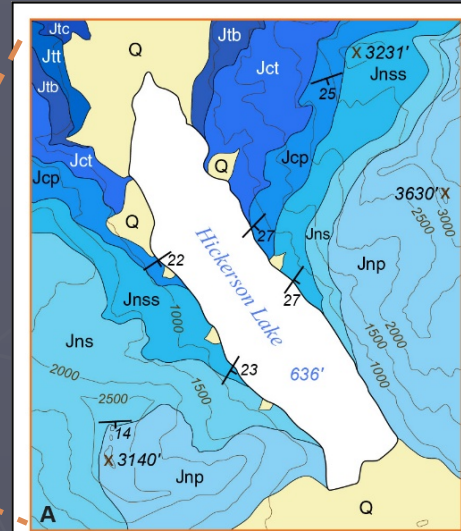 Jtc
Q
Jtb
X 3231'
Jtt
Jct
Jnss
Jtb
25
Jct
Jcp
Q
3630' X
Jcp
3000
2500
Q
27
Jns
Hickerson Lake
Jnp
22
27
Jnss
1000
2000
1500
Jns
23
636'
1000
2000
1500
2500
14
X 3140'
Jnp
Q
A